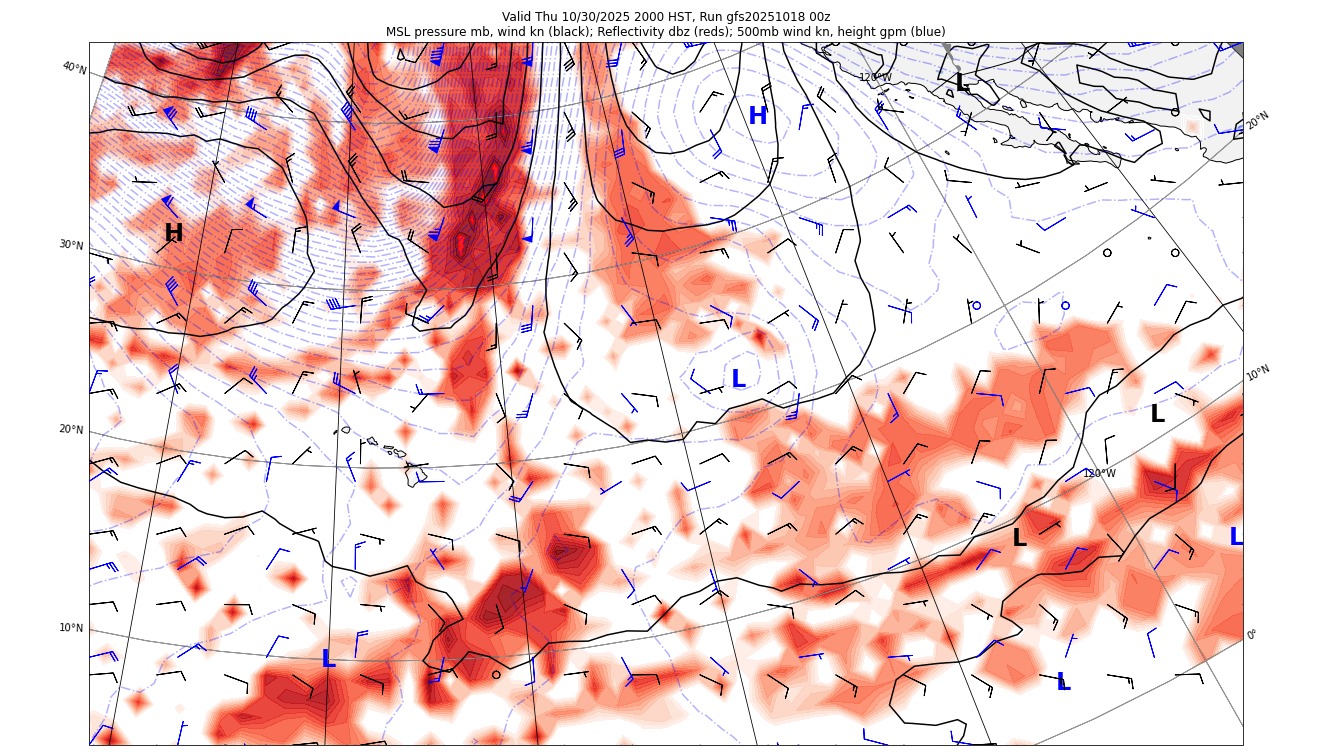 Valid Thu 10/30/2025 2000 HST, Run gfs20251018 00z
MSL pressure mb, wind kn (black); Reflectivity dbz (reds); 500mb wind kn, height gpm (blue)
40°N
120°W
L
20°N
H
H
30°N
L
10°N
20°N
L
120°W
L
L
10°N
0°
L
L